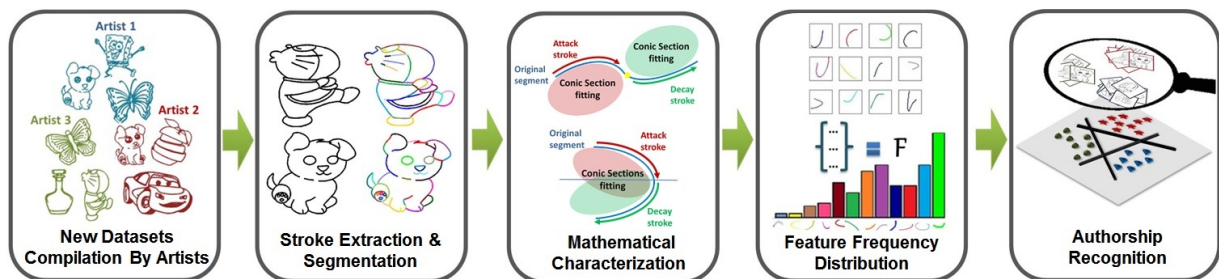 Artist 1
Artist 2
Artist 3
New Datasets
Compilation By Artists
Stroke Extraction &
Segmentation
Attack
stroke
Original
segment
Conic Section
fitting
Conic Section
fitting
Decay
stroke
Original
segment
Attack
stroke
Conic Sections
fitting
Decay
stroke
Mathematical
Characterization
{ ... ... ... } = F
Feature Frequency
Distribution
Authorship
Recognition